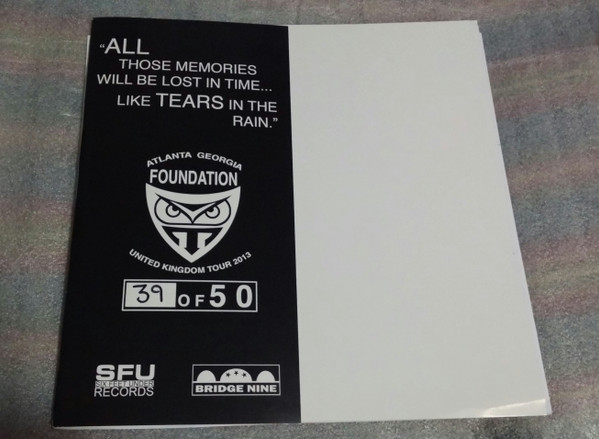 "ALL
THOSE MEMORIES
WILL BE LOST IN TIME...
LIKE TEARS IN THE
RAIN."
ATLANTA GEORGIA
FOUNDATION
UNITED KINGDOM TOUR 2013
39 OF 50
SFU
SIX FEET UNDER
RECORDS
BRIDGE NINE